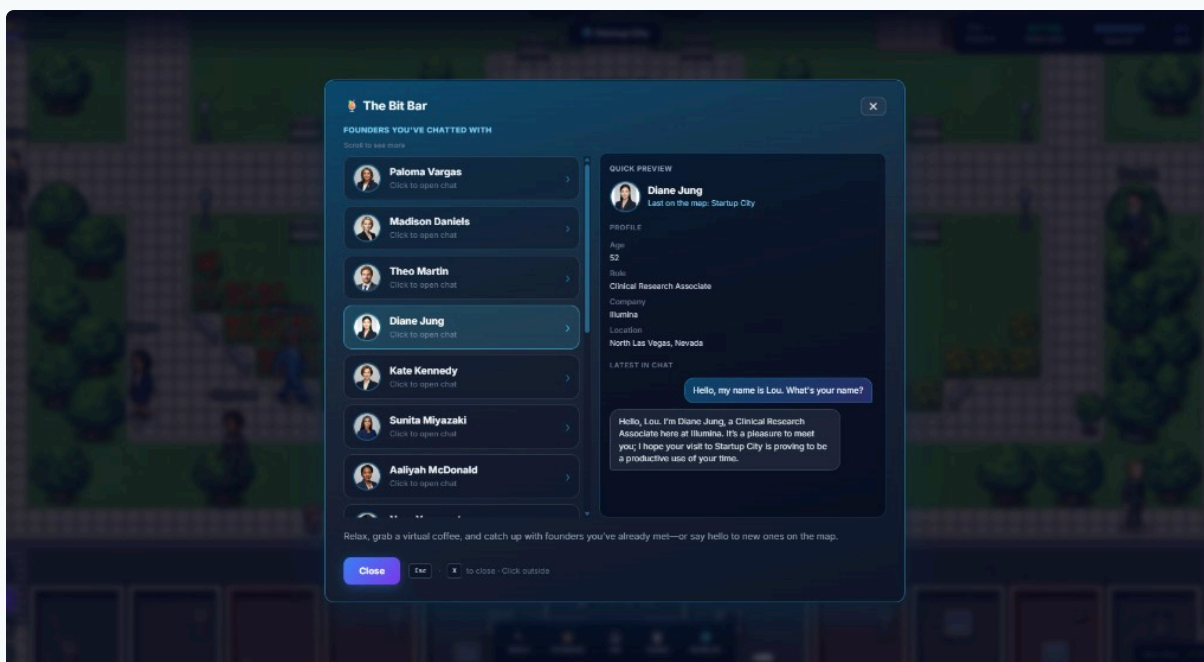 Startup City
The Bit Bar
FOUNDERS YOU'VE CHATTED WITH
Scroll to see more
Paloma Vargas
Click to open chat
Madison Daniels
Click to open chat
Theo Martin
Click to open chat
Diane Jung
Click to open chat
Kate Kennedy
Click to open chat
Sunita Miyazaki
Click to open chat
Aaliyah McDonald
Click to open chat
QUICK PREVIEW
Diane Jung
Last on the map: Startup City
PROFILE
Age
52
Role
Clinical Research Associate
Company
Illumina
Location
North Las Vegas, Nevada
LATEST IN CHAT
Hello, my name is Lou. What's your name?
Hello, Lou. I'm Diane Jung, a Clinical Research
Associate here at Illumina. It's a pleasure to meet
you; I hope your visit to Startup City is proving to be
a productive use of your time.
Relax, grab a virtual coffee, and catch up with founders you've already met—or say hello to new ones on the map.
Close Esc · X to close · Click outside